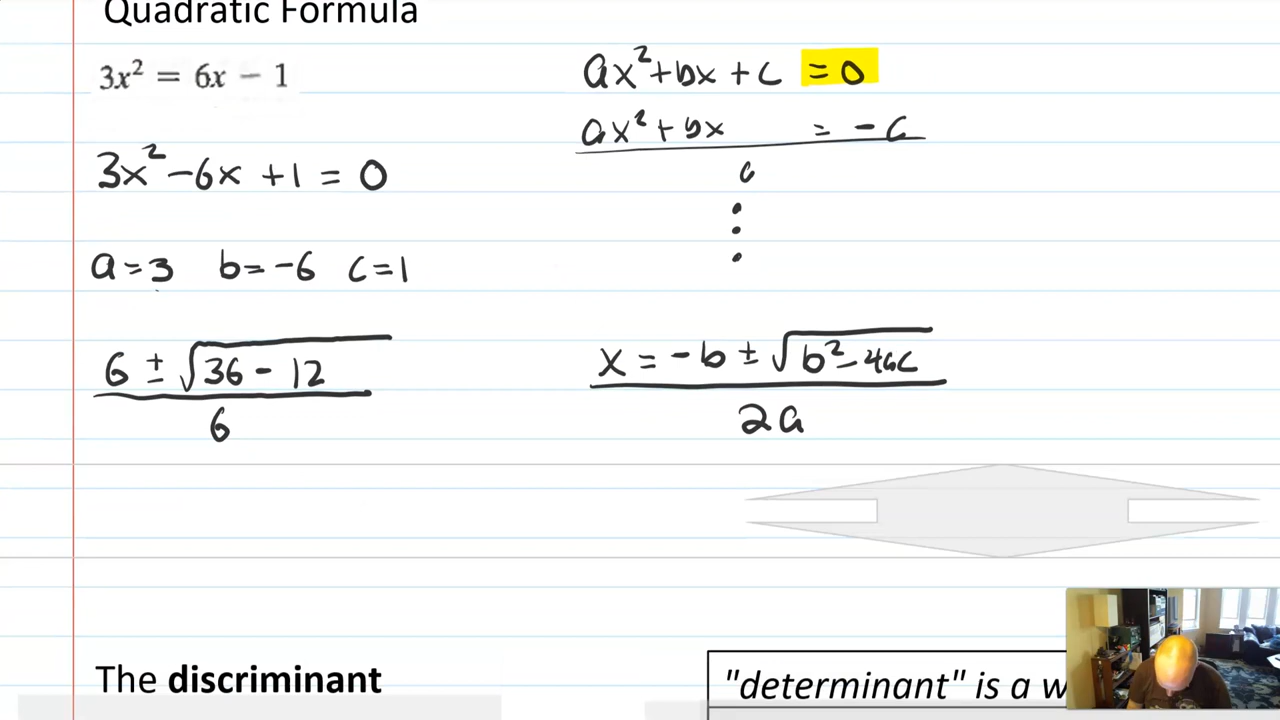 Quadratic Formula
3x² = 6x − 1
3x² − 6x + 1 = 0
a = 3 b = −6 c = 1
6 ± √36 − 12
6
ax² + bx + c = 0
ax² + bx = − c
x = −b ± √b² − 4ac
2a
The discriminant
"determinant" is a w